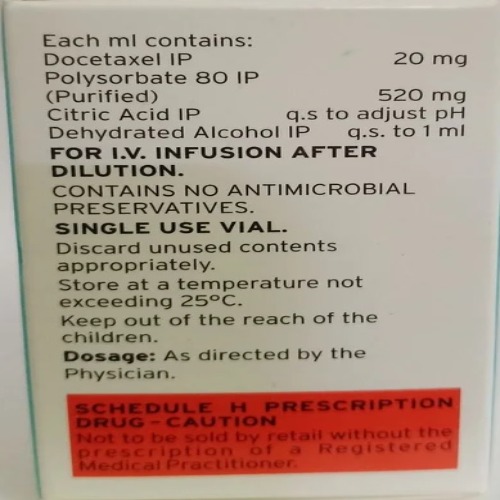 Each ml contains:
Docetaxel IP 20 mg
Polysorbate 80 IP
(Purified) 520 mg
Citric Acid IP q.s to adjust pH
Dehydrated Alcohol IP q.s. to 1 ml
FOR I.V. INFUSION AFTER
DILUTION.
CONTAINS NO ANTIMICROBIAL
PRESERVATIVES.
SINGLE USE VIAL.
Discard unused contents
appropriately.
Store at a temperature not
exceeding 25°C.
Keep out of the reach of the
children.
Dosage: As directed by the
Physician.
SCHEDULE H PRESCRIPTION
DRUG-CAUTION
Not to be sold by retail without the
prescription of a Registered
Medical Practitioner.